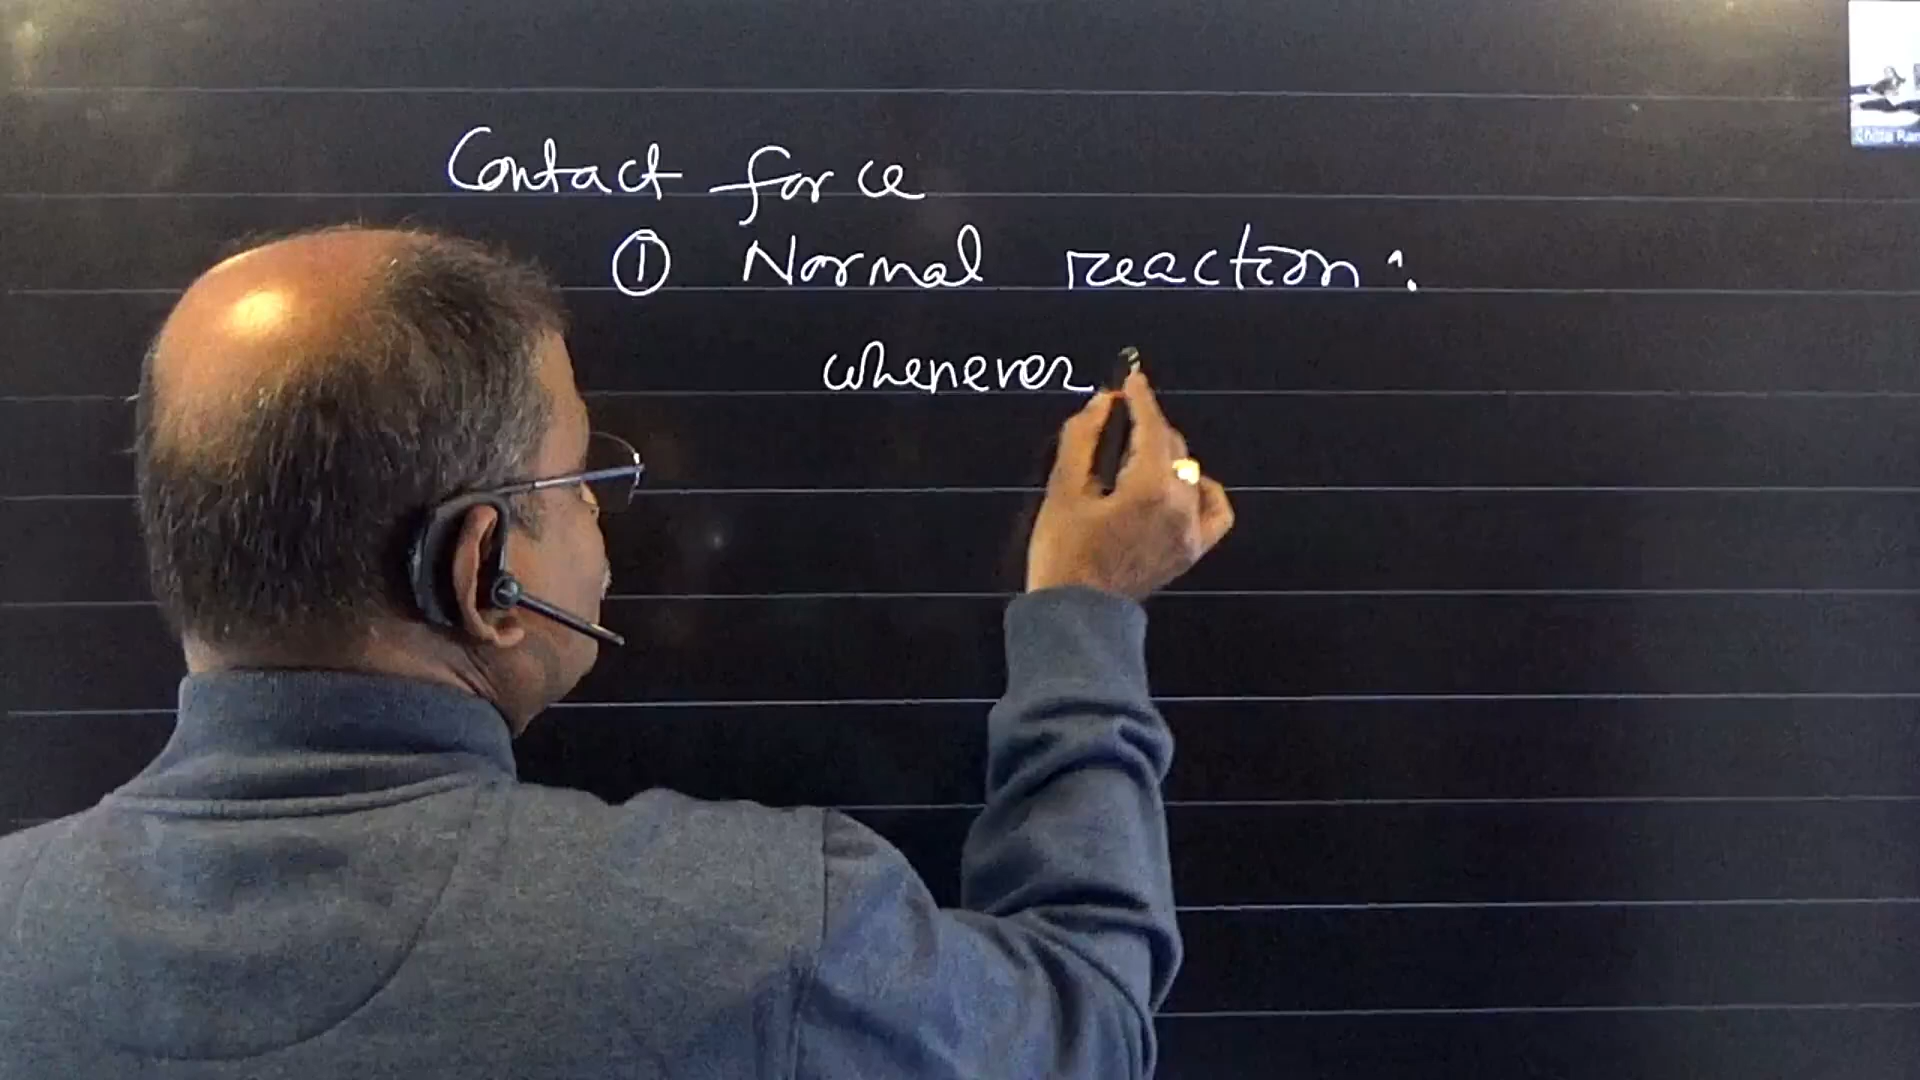 Contact force
① Normal reaction :
whenever